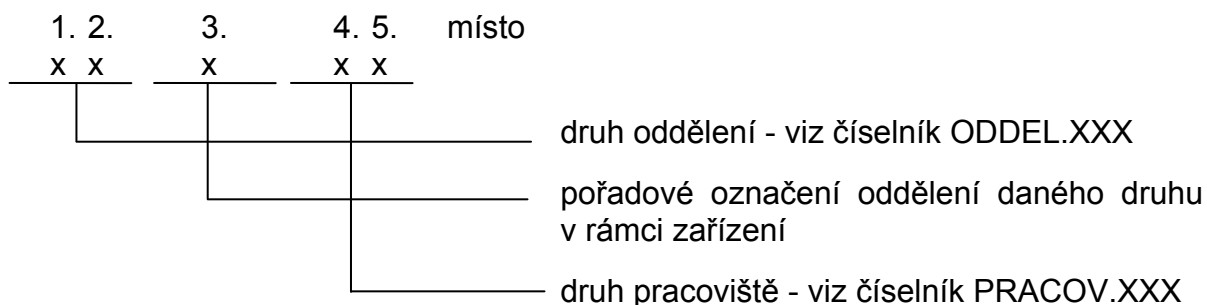 1. 2. 3. 4. 5. místo
x x x x x
druh oddělení - viz číselník ODDEL.XXX
pořadové označení oddělení daného druhu
v rámci zařízení
druh pracoviště - viz číselník PRACOV.XXX